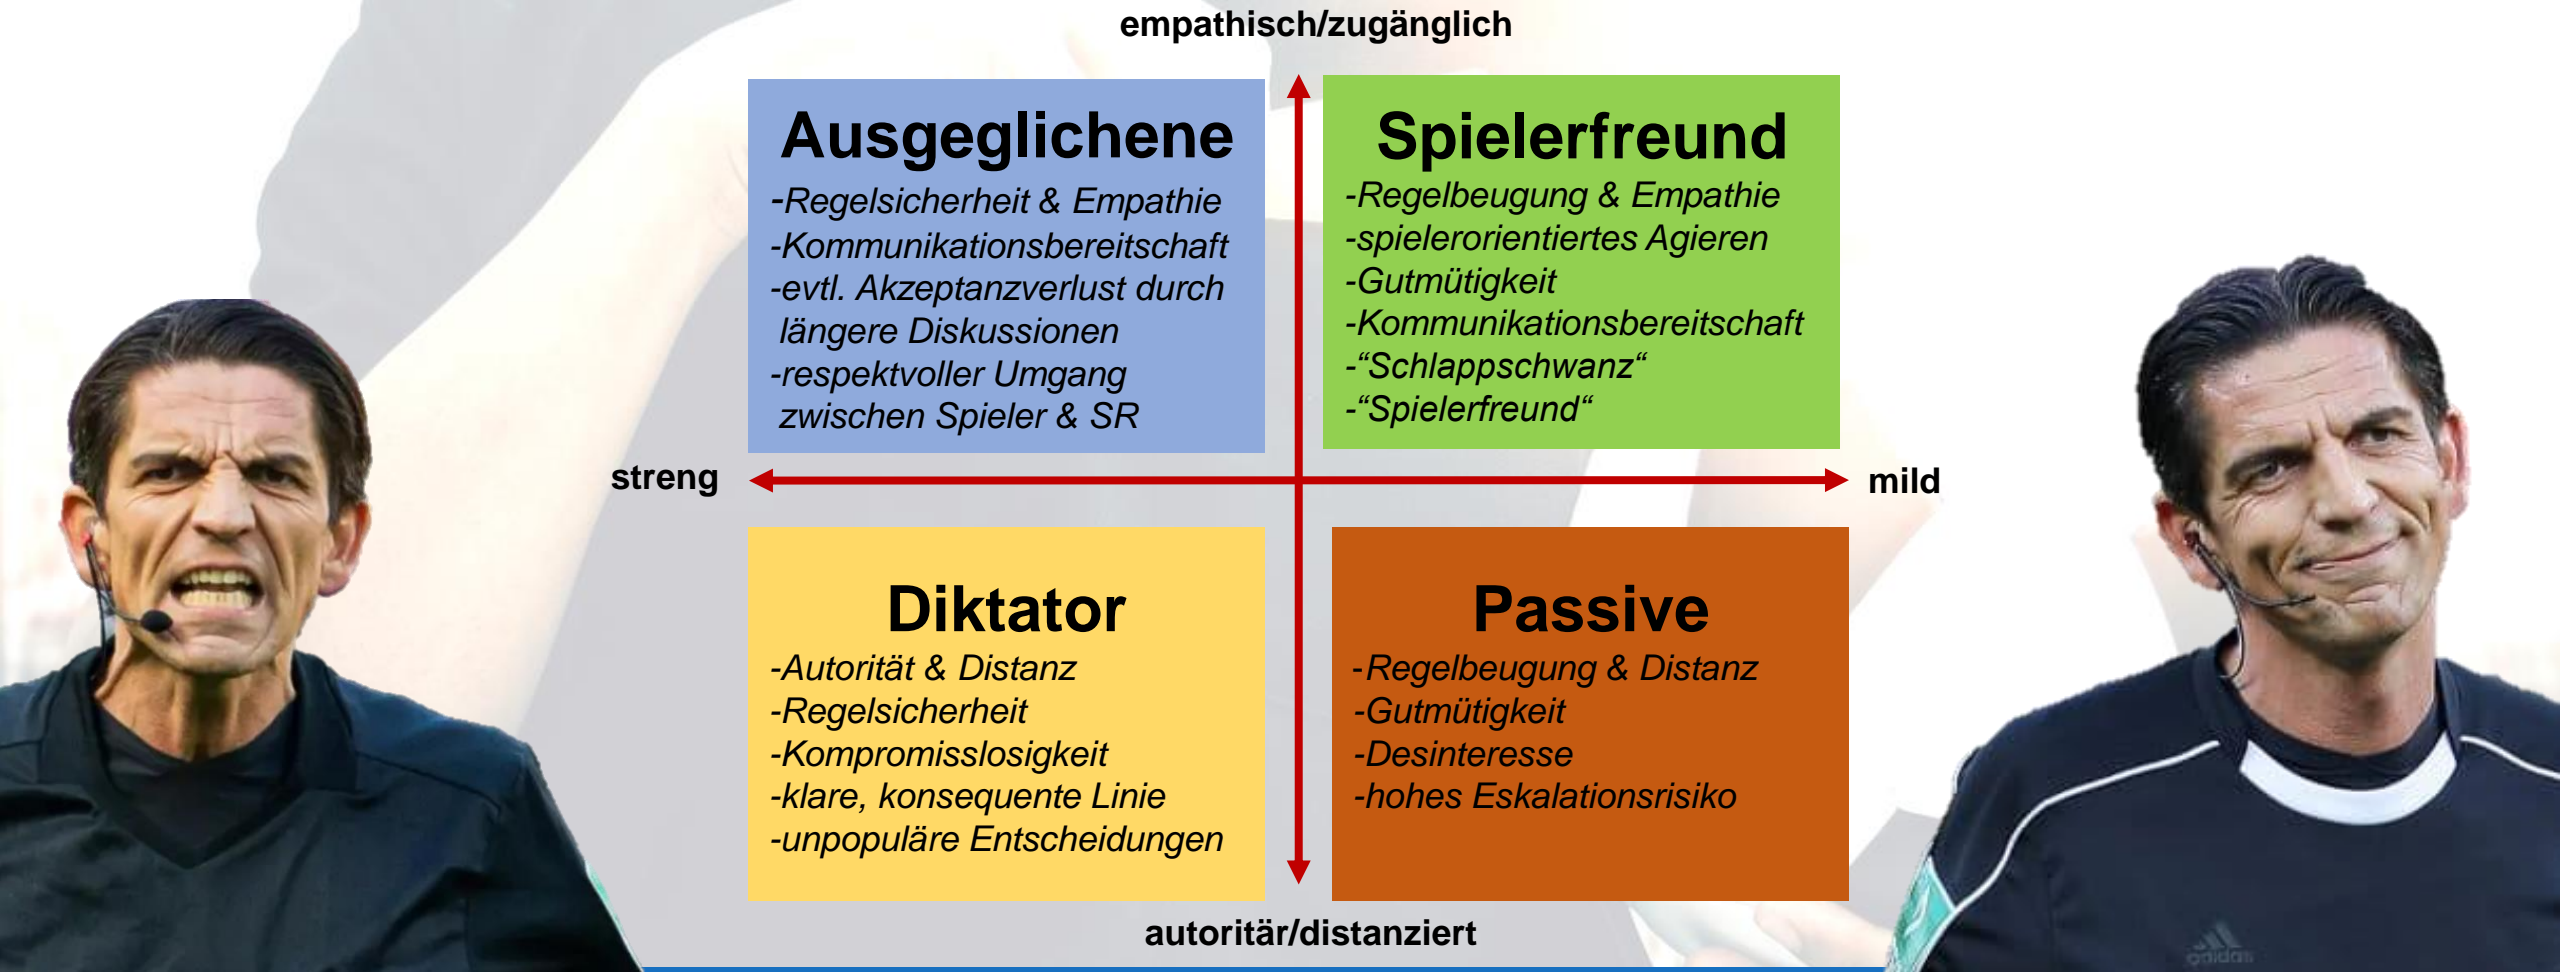 empathisch/zugänglich
Ausgeglichene
-Regelsicherheit & Empathie
-Kommunikationsbereitschaft
-evtl. Akzeptanzverlust durch
längere Diskussionen
-respektvoller Umgang
zwischen Spieler & SR
Spielerfreund
-Regelbeugung & Empathie
-spielerorientiertes Agieren
-Gutmütigkeit
-Kommunikationsbereitschaft
-“Schlappschwanz“
-“Spielerfreund“
streng
mild
Diktator
-Autorität & Distanz
-Regelsicherheit
-Kompromisslosigkeit
-klare, konsequente Linie
-unpopuläre Entscheidungen
Passive
-Regelbeugung & Distanz
-Gutmütigkeit
-Desinteresse
-hohes Eskalationsrisiko
autoritär/distanziert
adidas